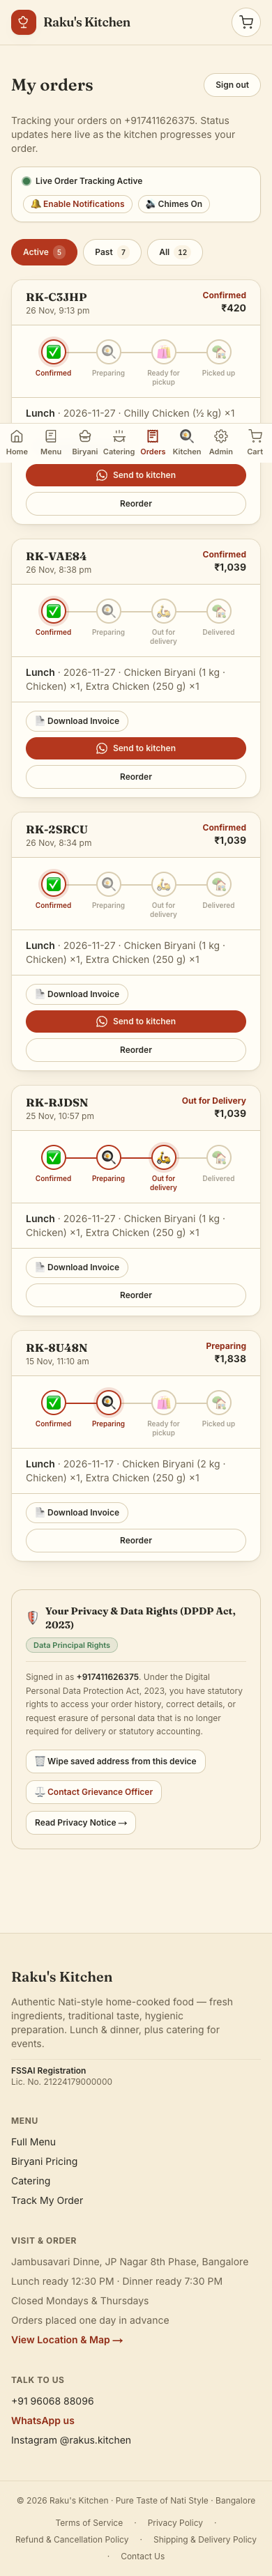 Raku's Kitchen
My orders
Sign out
Tracking your orders on +917411626375. Status
updates here live as the kitchen progresses your
order.
Live Order Tracking Active
Enable Notifications
Chimes On
Active 5
Past 7
All 12
RK-C3JHP
Confirmed
26 Nov, 9:13 pm
₹420
Confirmed
Preparing
Ready for
pickup
Picked up
Lunch · 2026-11-27 · Chilly Chicken (½ kg) ×1
Home
Menu
Biryani
Catering
Orders
Kitchen
Admin
Cart
Send to kitchen
Reorder
RK-VAE84
Confirmed
26 Nov, 8:38 pm
₹1,039
Confirmed
Preparing
Out for
delivery
Delivered
Lunch · 2026-11-27 · Chicken Biryani (1 kg ·
Chicken) ×1, Extra Chicken (250 g) ×1
Download Invoice
Send to kitchen
Reorder
RK-2SRCU
Confirmed
26 Nov, 8:34 pm
₹1,039
Confirmed
Preparing
Out for
delivery
Delivered
Lunch · 2026-11-27 · Chicken Biryani (1 kg ·
Chicken) ×1, Extra Chicken (250 g) ×1
Download Invoice
Send to kitchen
Reorder
RK-RJDSN
Out for Delivery
25 Nov, 10:57 pm
₹1,039
Confirmed
Preparing
Out for
delivery
Delivered
Lunch · 2026-11-27 · Chicken Biryani (1 kg ·
Chicken) ×1, Extra Chicken (250 g) ×1
Download Invoice
Reorder
RK-8U48N
Preparing
15 Nov, 11:10 am
₹1,838
Confirmed
Preparing
Ready for
pickup
Picked up
Lunch · 2026-11-17 · Chicken Biryani (2 kg ·
Chicken) ×1, Extra Chicken (250 g) ×1
Download Invoice
Reorder
Your Privacy & Data Rights (DPDP Act,
2023)
Data Principal Rights
Signed in as +917411626375. Under the Digital
Personal Data Protection Act, 2023, you have statutory
rights to access your order history, correct details, or
request erasure of personal data that is no longer
required for delivery or statutory accounting.
Wipe saved address from this device
Contact Grievance Officer
Read Privacy Notice →
Raku's Kitchen
Authentic Nati-style home-cooked food — fresh
ingredients, traditional taste, hygienic
preparation. Lunch & dinner, plus catering for
events.
FSSAI Registration
Lic. No. 21224179000000
MENU
Full Menu
Biryani Pricing
Catering
Track My Order
VISIT & ORDER
Jambusavari Dinne, JP Nagar 8th Phase, Bangalore
Lunch ready 12:30 PM · Dinner ready 7:30 PM
Closed Mondays & Thursdays
Orders placed one day in advance
View Location & Map →
TALK TO US
+91 96068 88096
WhatsApp us
Instagram @rakus.kitchen
© 2026 Raku's Kitchen · Pure Taste of Nati Style · Bangalore
Terms of Service · Privacy Policy ·
Refund & Cancellation Policy · Shipping & Delivery Policy
· Contact Us